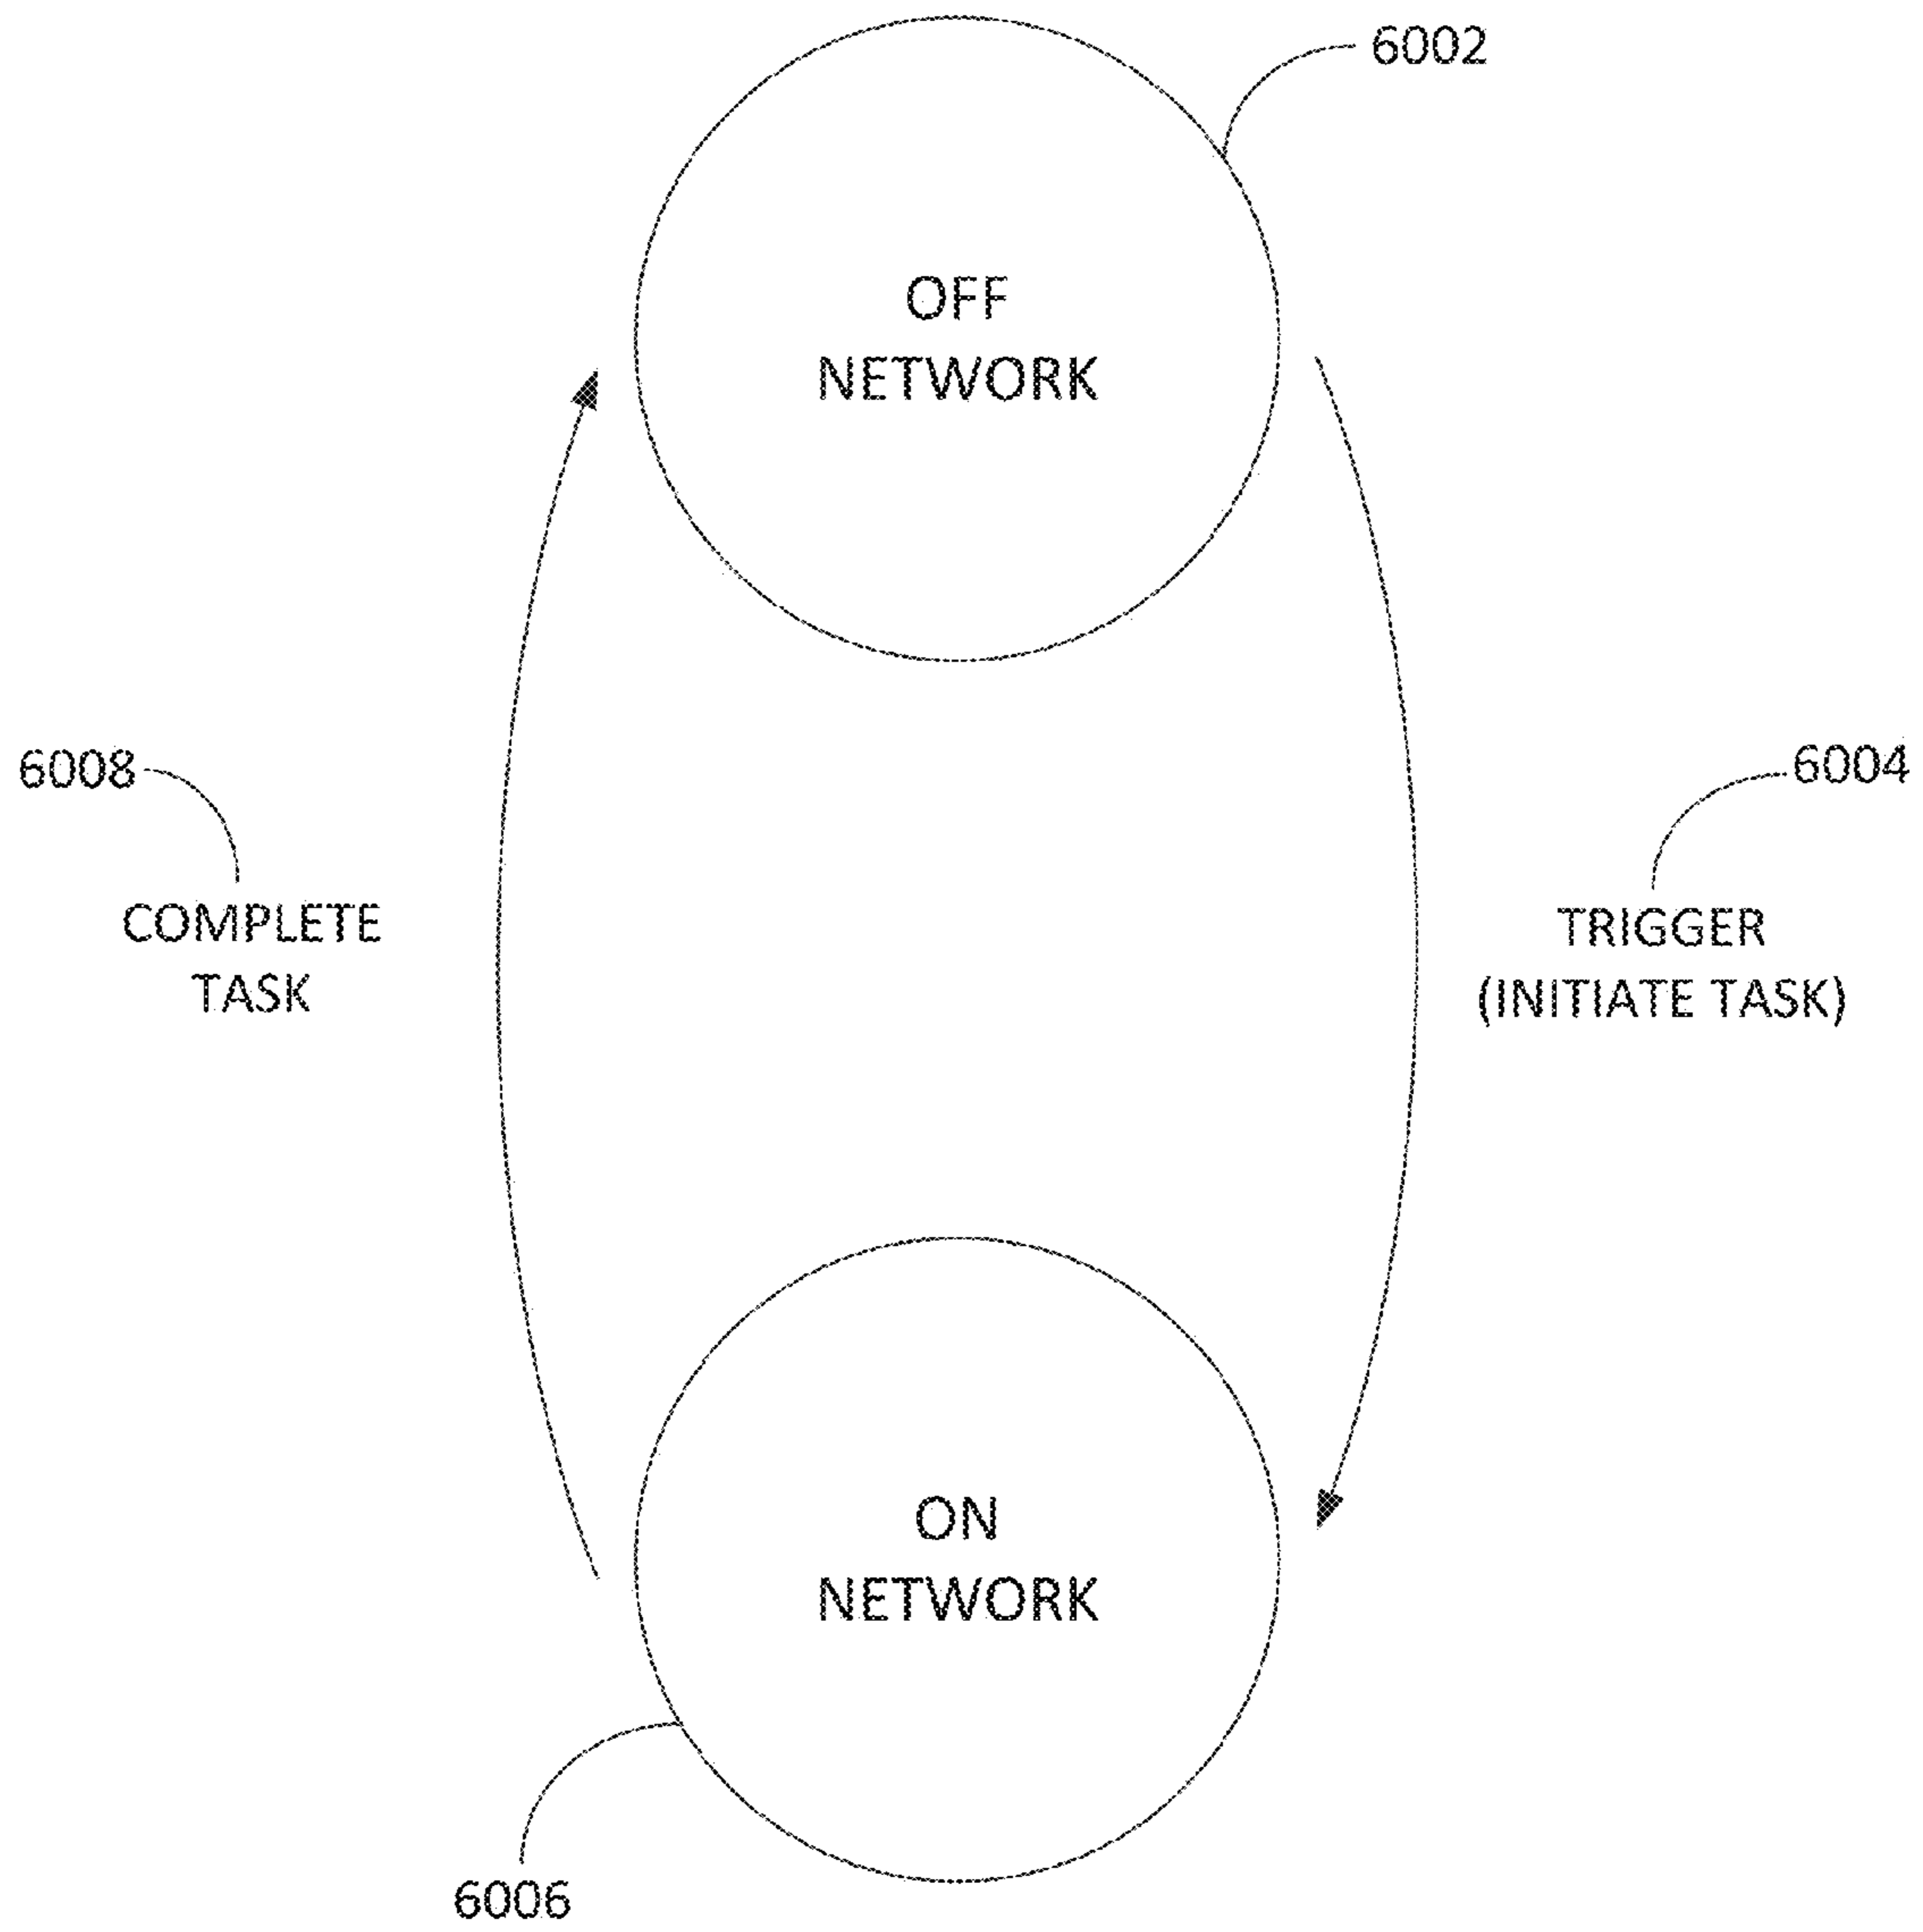 6002
OFF
NETWORK
6008
6004
COMPLETE
TASK
TRIGGER
(INITIATE TASK)
ON
NETWORK
6006